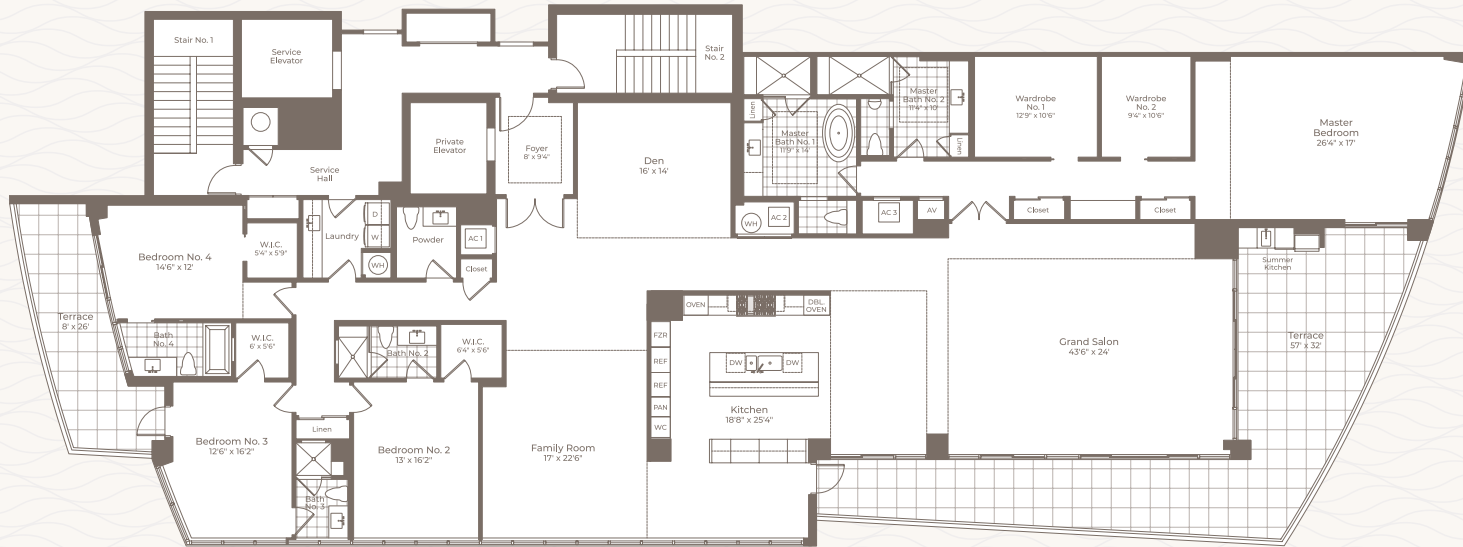 Stair No. 1
Service
Elevator
Stair
No. 2
Private
Elevator
Foyer
8' x 9'4"
Service
Hall
Den
16' x 14'
Linen
Master
Bath No. 1
11'9" x 14'
Master
Bath No. 2
11'4" x 10'
Linen
Wardrobe
No. 1
12'9" x 10'6"
Wardrobe
No. 2
9'4" x 10'6"
Master
Bedroom
26'4" x 17'
WH
AC 2
AC 3
AV
Closet
Closet
Bedroom No. 4
14'6" x 12'
W.I.C.
5'4" x 5'9"
Laundry
D
W
WH
Powder
AC 1
Closet
Summer
Kitchen
Terrace
8' x 26'
Bath
No. 4
W.I.C.
6' x 5'6"
Bath No. 2
W.I.C.
6'4" x 5'6"
OVEN
DBL.
OVEN
FZR
REF
REF
PAN
WC
DW
DW
Kitchen
18'8" x 25'4"
Grand Salon
43'6" x 24'
Terrace
57' x 32'
Bedroom No. 3
12'6" x 16'2"
Linen
Bath
No. 3
Bedroom No. 2
13' x 16'2"
Family Room
17' x 22'6"